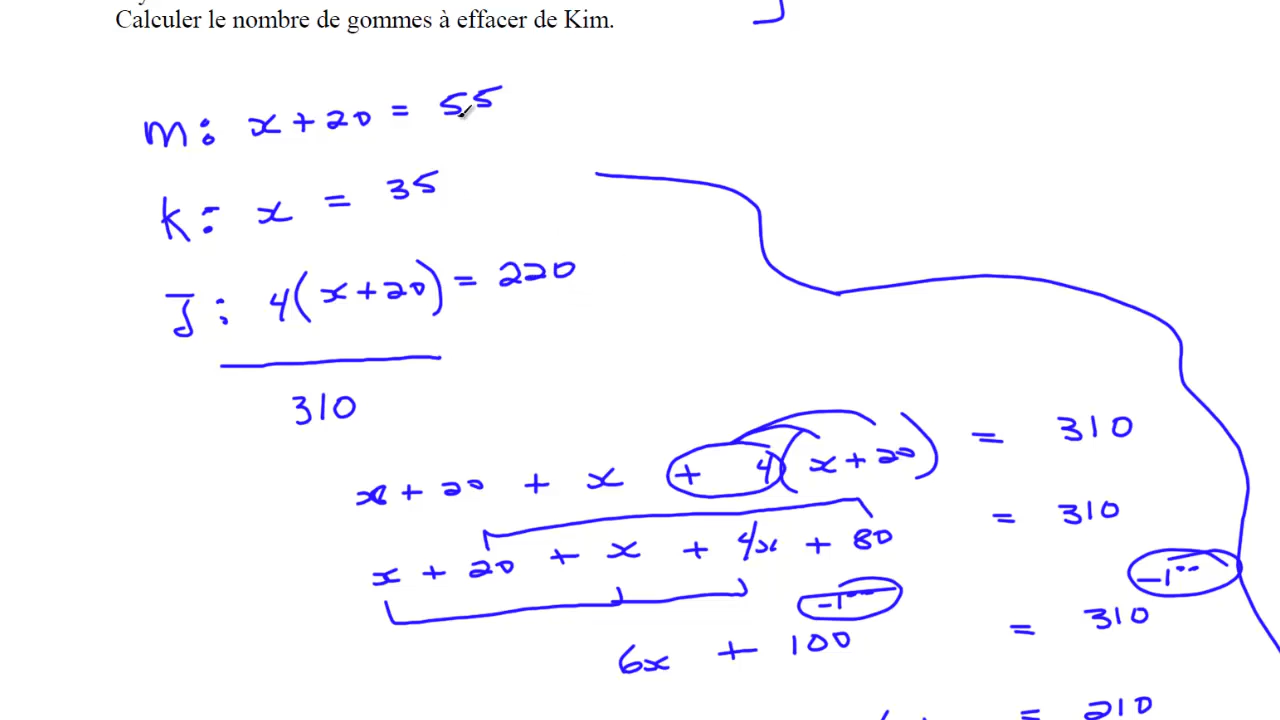 Calculer le nombre de gommes à effacer de Kim.
m: x + 20 = 55
K: x = 35
J: 4(x + 20) = 220
310
x + 20 + x + 4(x + 20) = 310
x + 20 + x + 4x + 80 = 310
-100 -100
6x + 100 = 310
= 210